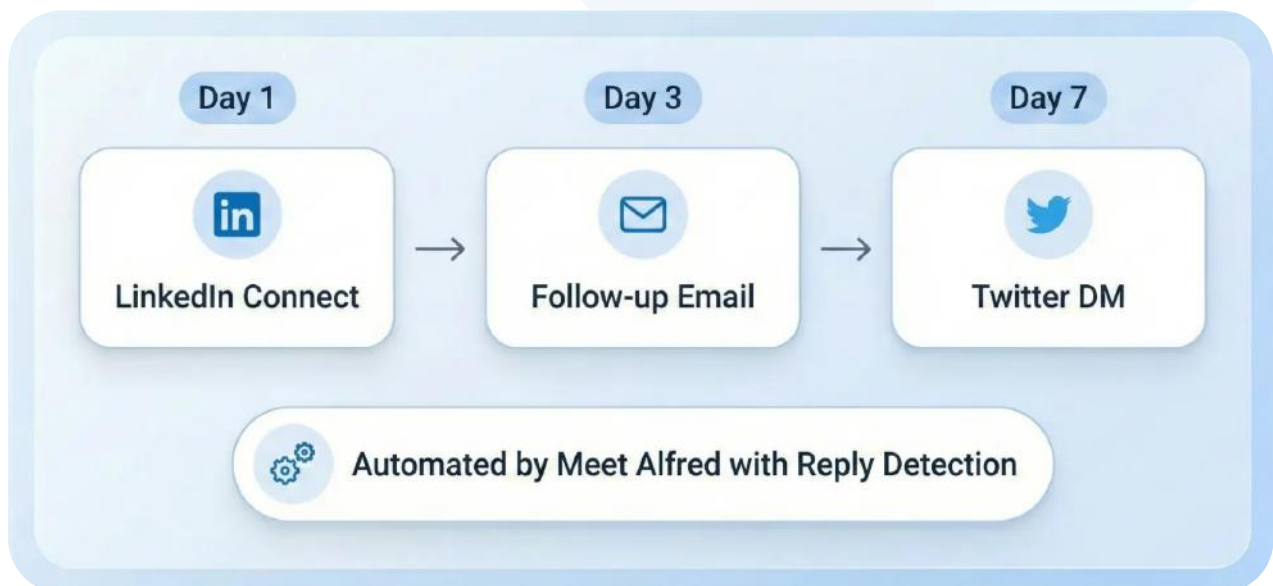 Day 1
Day 3
Day 7
in
LinkedIn Connect
Follow-up Email
Twitter DM
Automated by Meet Alfred with Reply Detection